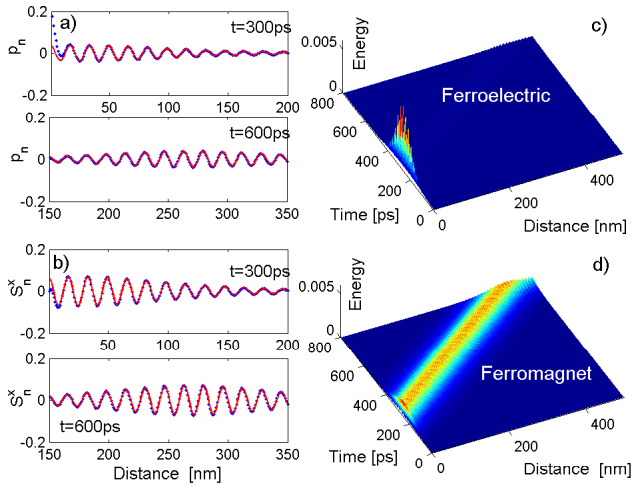 a)
0.2
0
-0.2
p_n
t=300ps
50 100 150 200
0.2
0
-0.2
p_n
t=600ps
150 200 250 300 350
b)
0.2
0
-0.2
S_n^x
t=300ps
50 100 150 200
0.2
0
-0.2
S_n^x
t=600ps
150 200 250 300 350
Distance [nm]
c)
Energy
0.005
0
Ferroelectric
800
600
400
200
0
Time [ps]
0
200
400
Distance [nm]
d)
Energy
0.005
0
Ferromagnet
800
600
400
200
0
Time [ps]
0
200
400
Distance [nm]